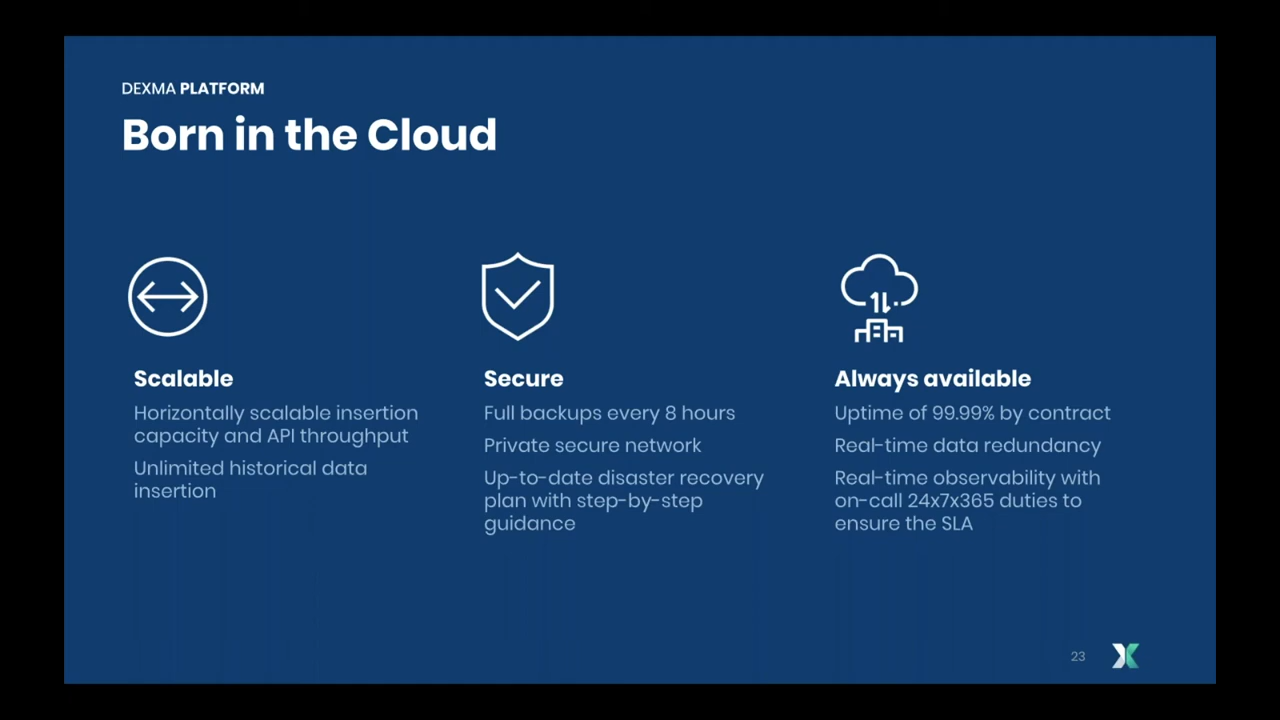 DEXMA PLATFORM
Born in the Cloud
Scalable
Horizontally scalable insertion
capacity and API throughput
Unlimited historical data
insertion
Secure
Full backups every 8 hours
Private secure network
Up-to-date disaster recovery
plan with step-by-step
guidance
Always available
Uptime of 99.99% by contract
Real-time data redundancy
Real-time observability with
on-call 24x7x365 duties to
ensure the SLA
23